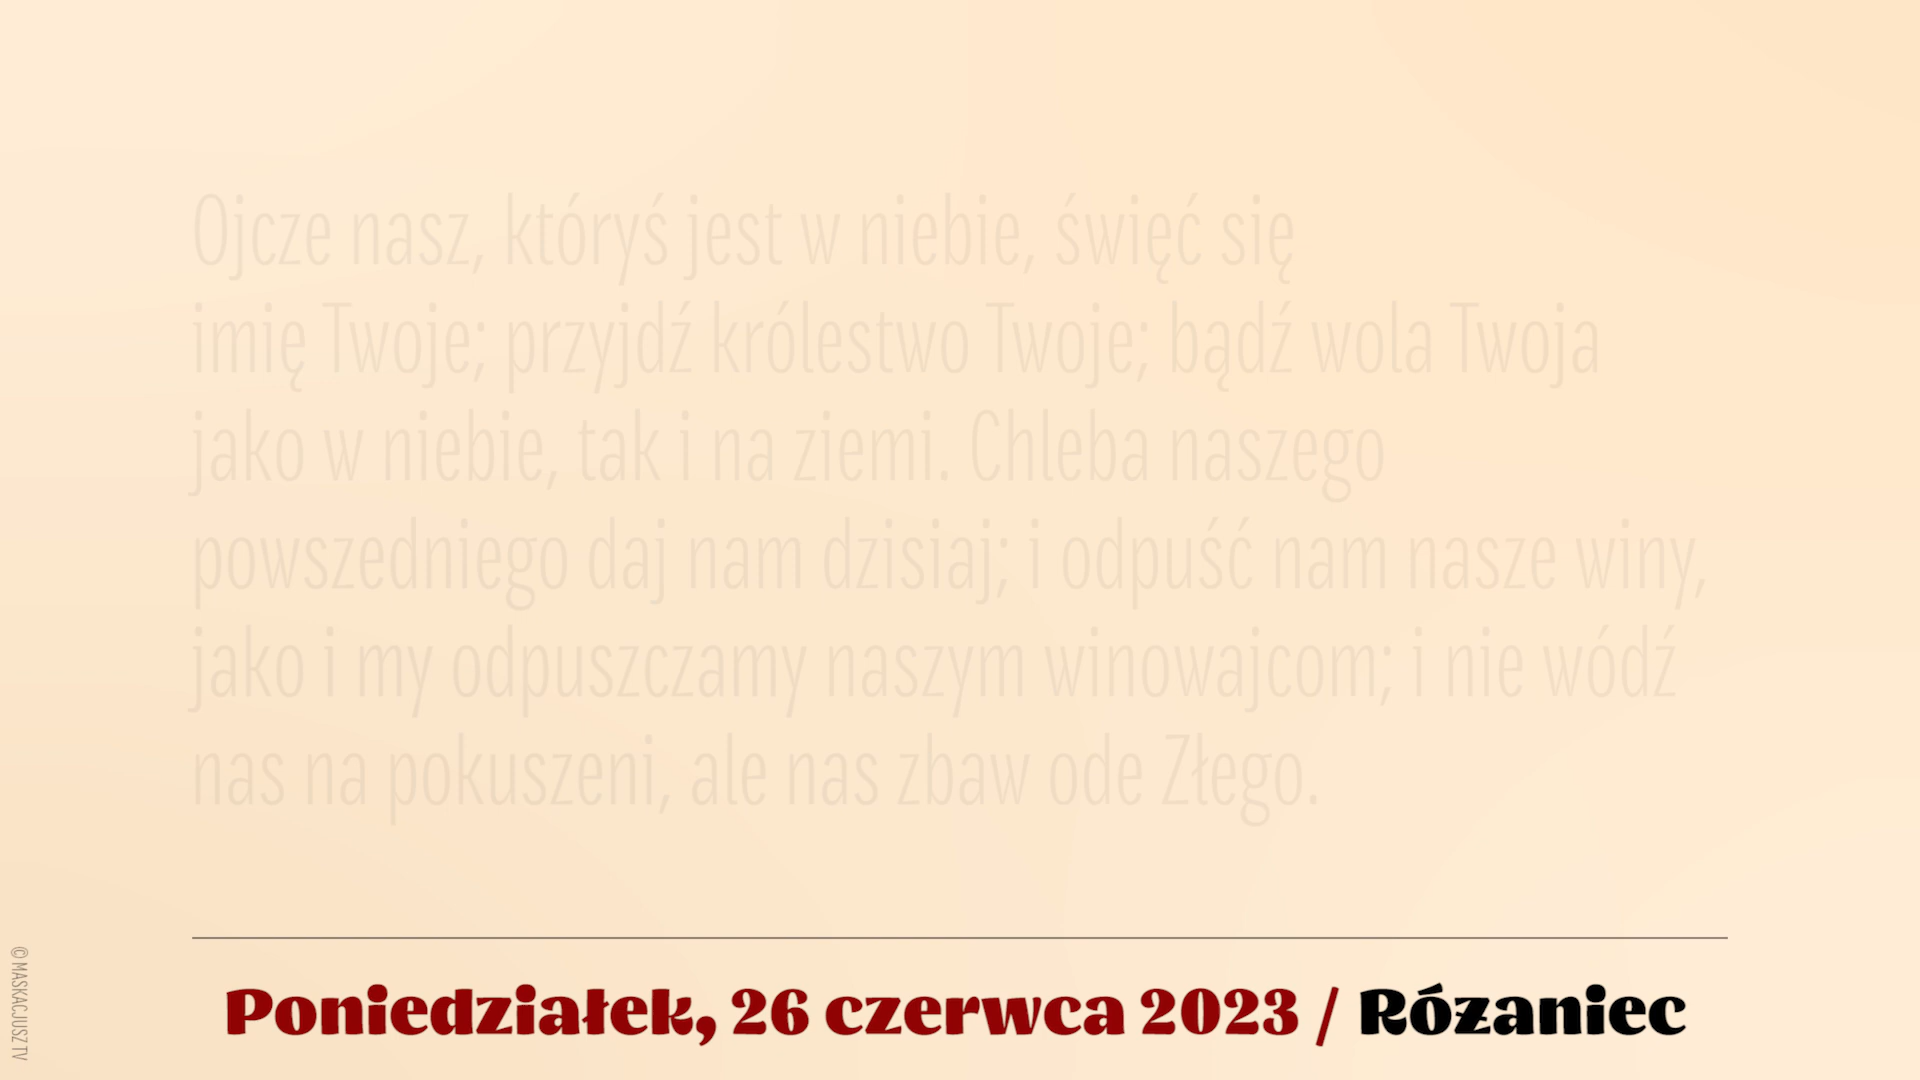 Ojcze nasz, któryś jest w niebie, święć się
imię Twoje; przyjdź królestwo Twoje; bądź wola Twoja
jako w niebie, tak i na ziemi. Chleba naszego
powszedniego daj nam dzisiaj; i odpuść nam nasze winy,
jako i my odpuszczamy naszym winowajcom; i nie wódź
nas na pokuszeni, ale nas zbaw ode Złego.
Poniedziałek, 26 czerwca 2023 / Różaniec
© MASKACJUSZ TV